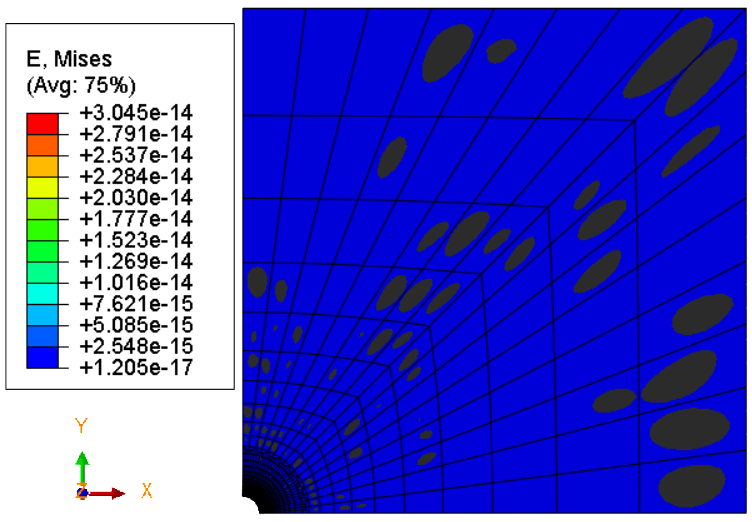 E, Mises
(Avg: 75%)
+3.045e-14
+2.791e-14
+2.537e-14
+2.284e-14
+2.030e-14
+1.777e-14
+1.523e-14
+1.269e-14
+1.016e-14
+7.621e-15
+5.085e-15
+2.548e-15
+1.205e-17
Y
Z X